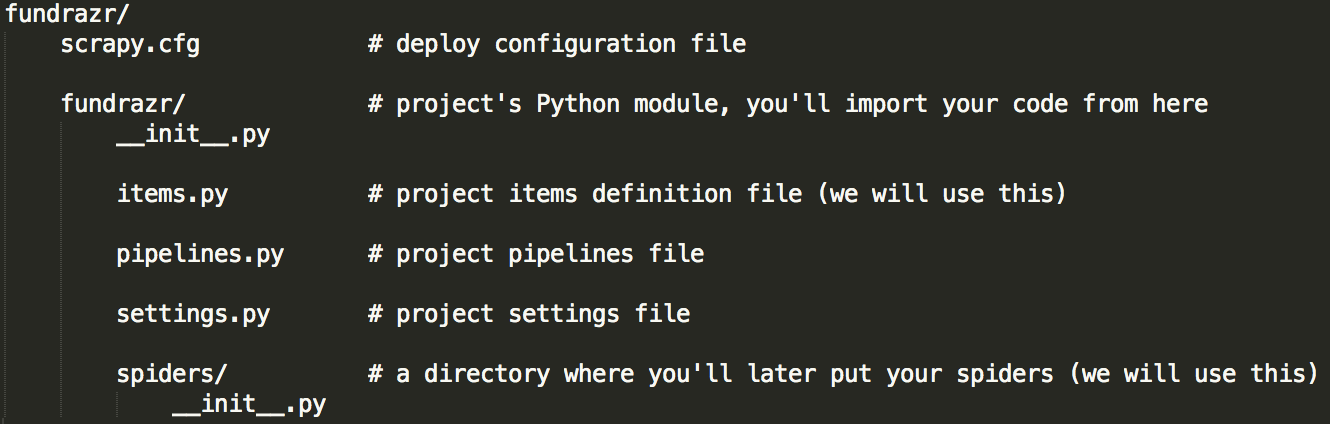 fundrazr/
    scrapy.cfg            # deploy configuration file
    fundrazr/             # project's Python module, you'll import your code from here
        __init__.py
        items.py          # project items definition file (we will use this)
        pipelines.py      # project pipelines file
        settings.py       # project settings file
        spiders/          # a directory where you'll later put your spiders (we will use this)
            __init__.py